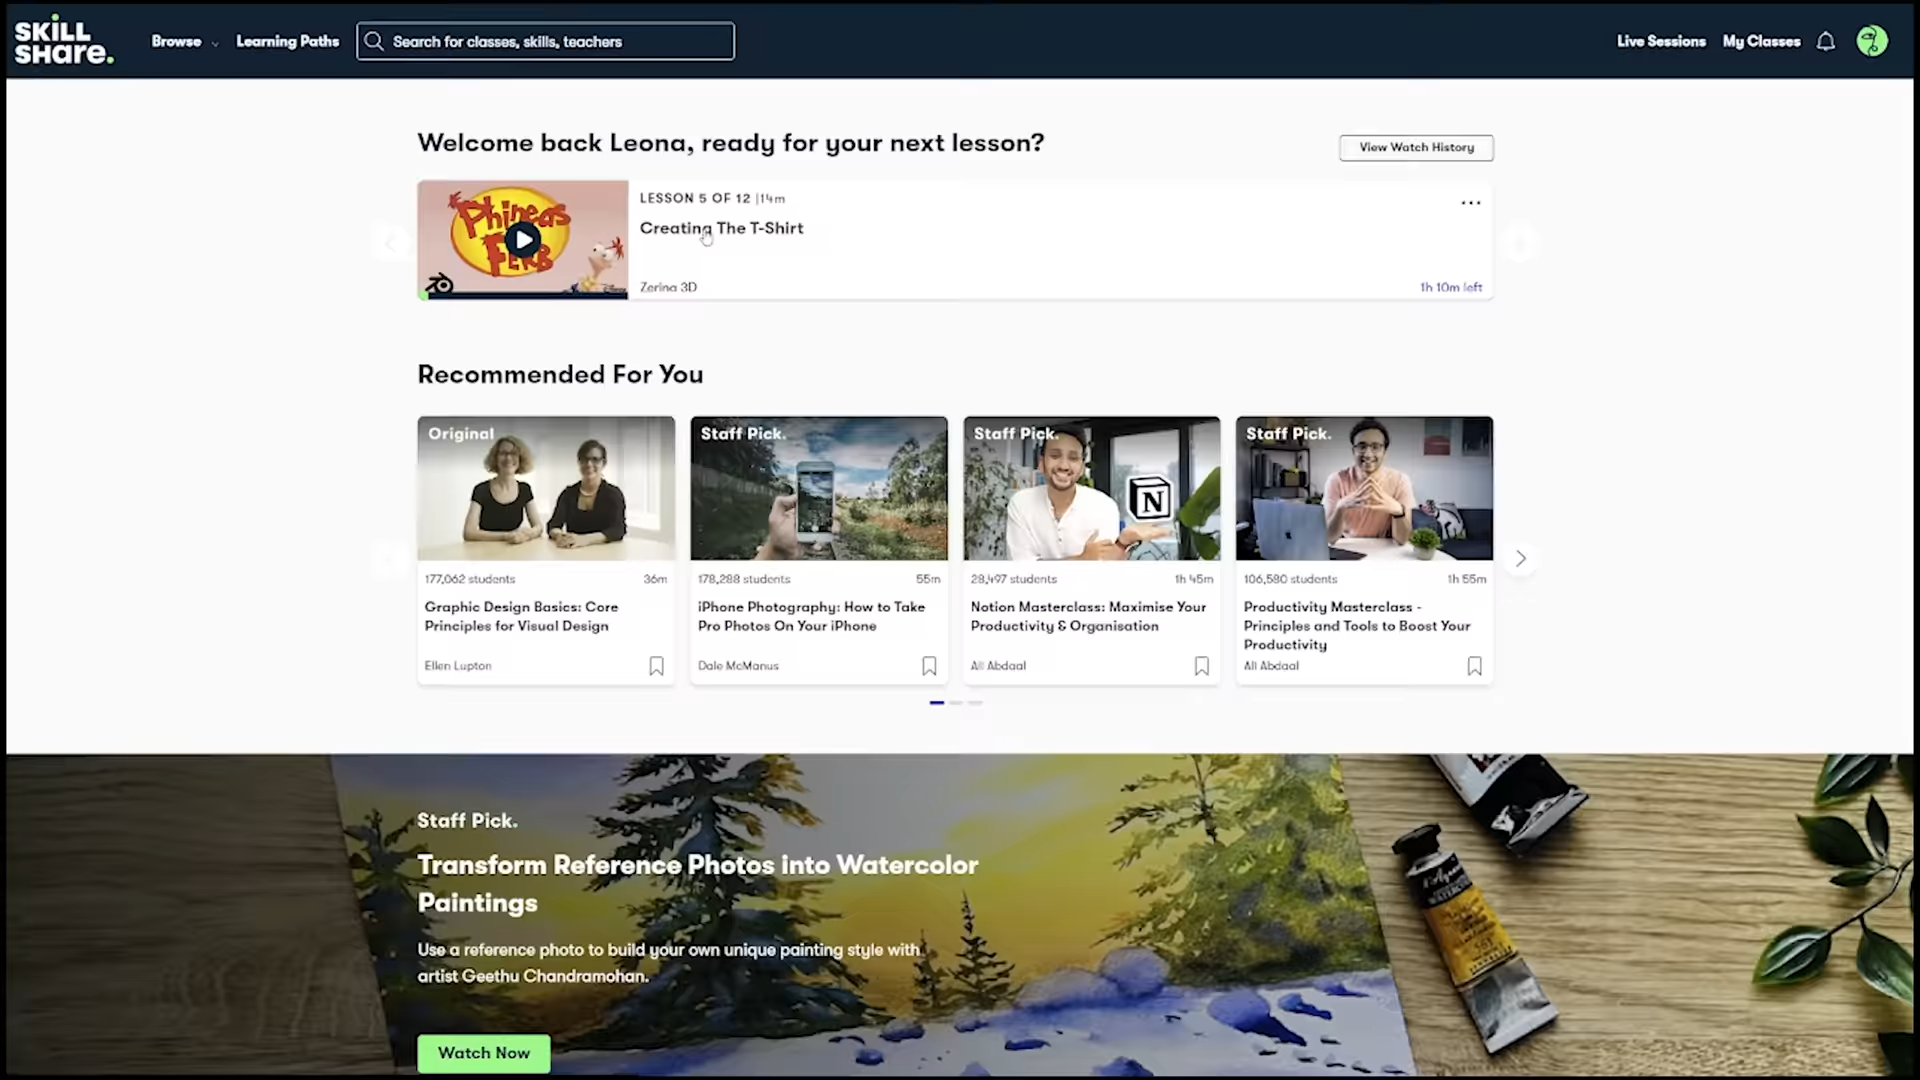 SKILL
SHARE.
Browse
Learning Paths
Search for classes, skills, teachers
Live Sessions
My Classes
Welcome back Leona, ready for your next lesson?
View Watch History
Phineas
FERB
LESSON 5 OF 12 | 14m
Creating The T-Shirt
Zerina 3D
1h 10m left
Recommended For You
Original
Staff Pick.
Staff Pick.
N
Staff Pick.
177,062 students 36m
Graphic Design Basics: Core
Principles for Visual Design
Ellen Lupton
178,288 students 55m
iPhone Photography: How to Take
Pro Photos On Your iPhone
Dale McManus
28,497 students 1h 45m
Notion Masterclass: Maximise Your
Productivity & Organisation
Ali Abdaal
106,580 students 1h 55m
Productivity Masterclass -
Principles and Tools to Boost Your
Productivity
Ali Abdaal
Staff Pick.
Transform Reference Photos into Watercolor
Paintings
Use a reference photo to build your own unique painting style with
artist Geethu Chandramohan.
Watch Now